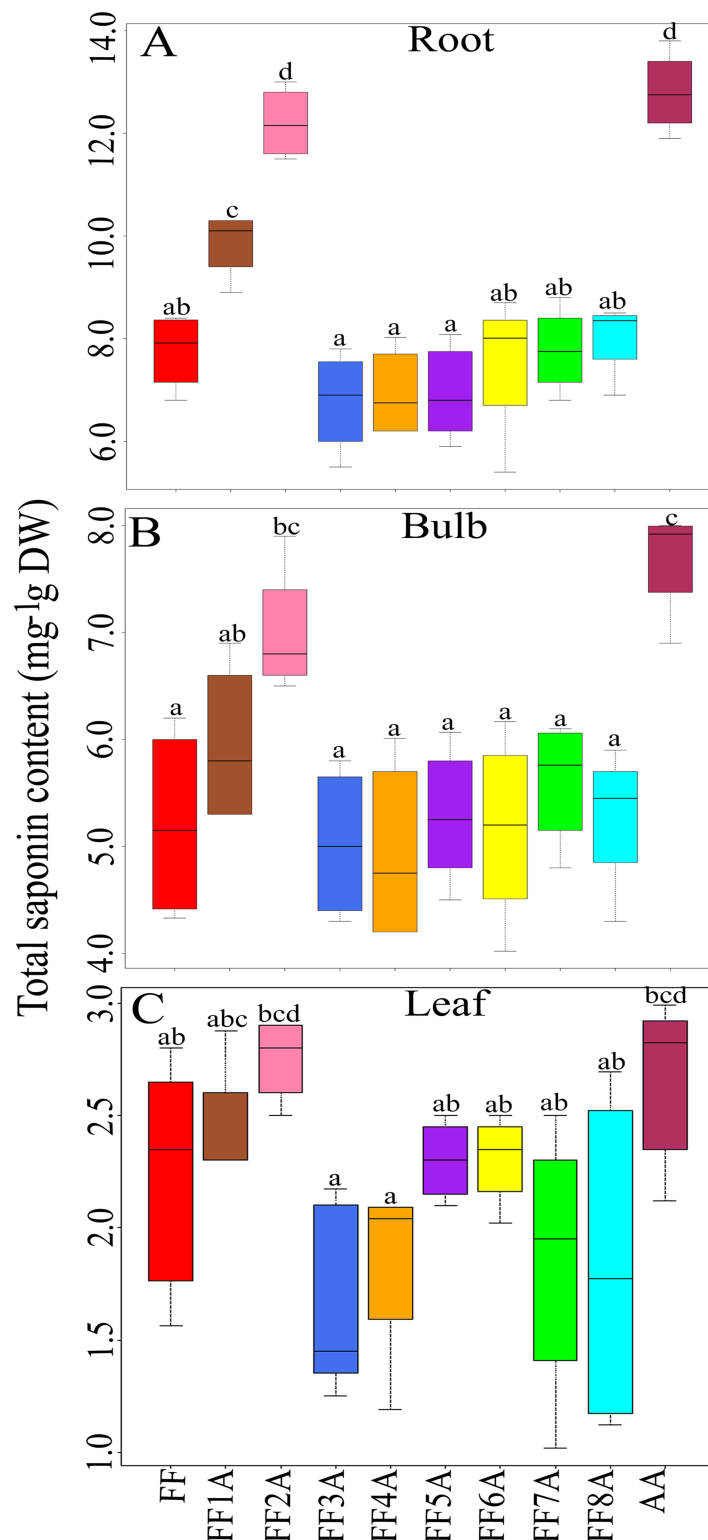 A Root
14.0
12.0
10.0
8.0
6.0
ab c d a a a ab ab ab d
B Bulb
8.0
7.0
6.0
5.0
4.0
a ab bc a a a a a a c
C Leaf
3.0
2.5
2.0
1.5
1.0
ab abc bcd a a ab ab ab ab bcd
Total saponin content (mg-1g DW)
FF FF1A FF2A FF3A FF4A FF5A FF6A FF7A FF8A AA